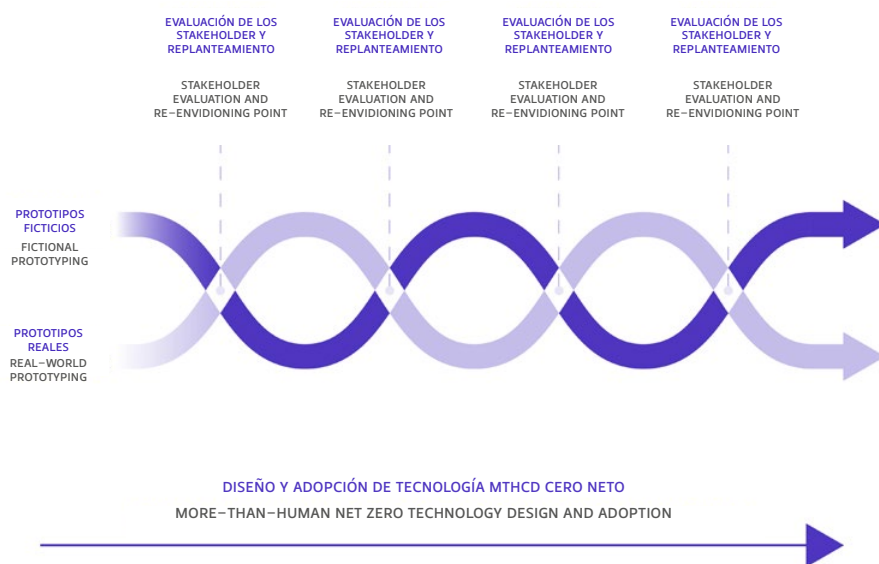 EVALUACIÓN DE LOS
STAKEHOLDER Y
REPLANTEAMIENTO
STAKEHOLDER
EVALUATION AND
RE-ENVIDIONING POINT
EVALUACIÓN DE LOS
STAKEHOLDER Y
REPLANTEAMIENTO
STAKEHOLDER
EVALUATION AND
RE-ENVIDIONING POINT
EVALUACIÓN DE LOS
STAKEHOLDER Y
REPLANTEAMIENTO
STAKEHOLDER
EVALUATION AND
RE-ENVIDIONING POINT
EVALUACIÓN DE LOS
STAKEHOLDER Y
REPLANTEAMIENTO
STAKEHOLDER
EVALUATION AND
RE-ENVIDIONING POINT
PROTOTIPOS
FICTICIOS
FICTIONAL
PROTOTYPING
PROTOTIPOS
REALES
REAL-WORLD
PROTOTYPING
DISEÑO Y ADOPCIÓN DE TECNOLOGÍA MTHCD CERO NETO
MORE-THAN-HUMAN NET ZERO TECHNOLOGY DESIGN AND ADOPTION